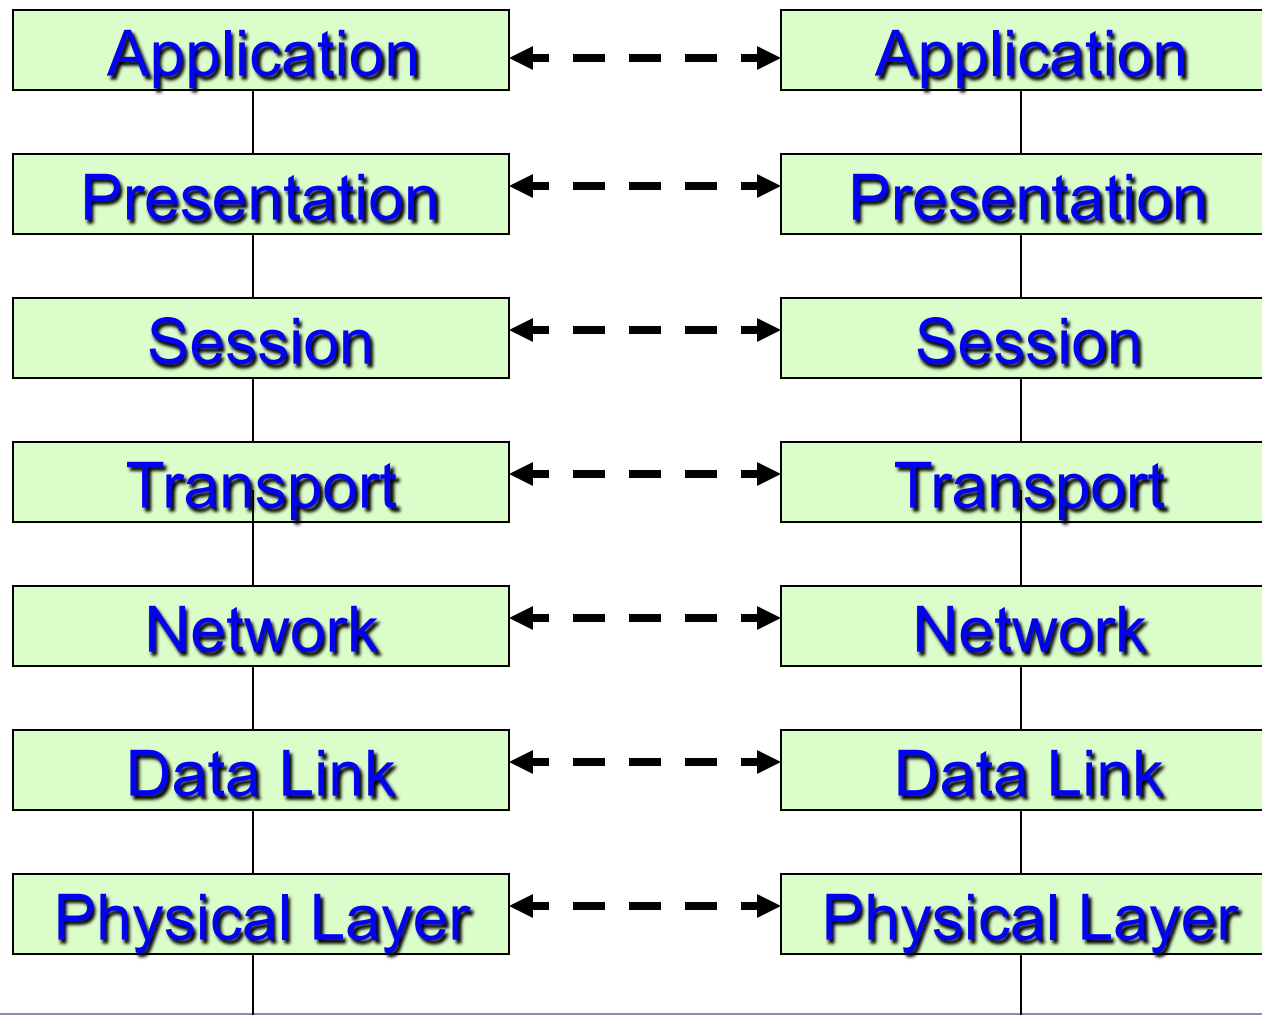 Application Application
Presentation Presentation
Session Session
Transport Transport
Network Network
Data Link Data Link
Physical Layer Physical Layer